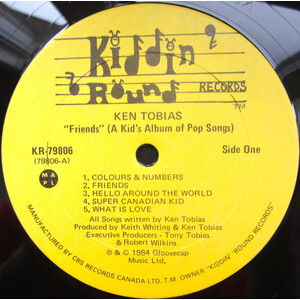 Kiddin
'Round
RECORDS
TM
KEN TOBIAS
"Friends" (A Kid's Album of Pop Songs)
KR-79806
(79806-A)
Side One
MA
PL
1. COLOURS & NUMBERS
2. FRIENDS
3. HELLO AROUND THE WORLD
4. SUPER CANADIAN KID
5. WHAT IS LOVE
All Songs written by Ken Tobias
Produced by Keith Whiting & Ken Tobias
Executive Producers - Tony Tobias
& Robert Wilkins
℗ & © 1984 Gloosecap
Music Ltd.
MANUFACTURED BY CBS RECORDS CANADA LTD. T.M. OWNER "KIDDIN' 'ROUND RECORDS"